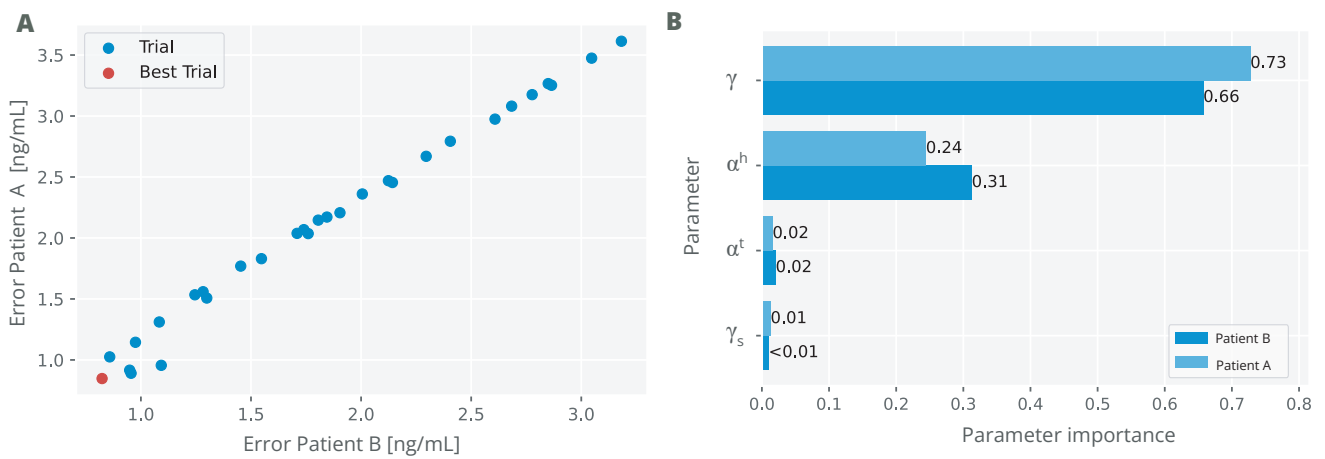 A
Trial
Best Trial
3.5
3.0
2.5
2.0
1.5
1.0
Error Patient A [ng/mL]
1.0 1.5 2.0 2.5 3.0
Error Patient B [ng/mL]
B
γ
0.73
0.66
αʰ
0.24
0.31
αᵗ
0.02
0.02
γₛ
0.01
<0.01
Parameter
Patient B
Patient A
0.0 0.1 0.2 0.3 0.4 0.5 0.6 0.7 0.8
Parameter importance